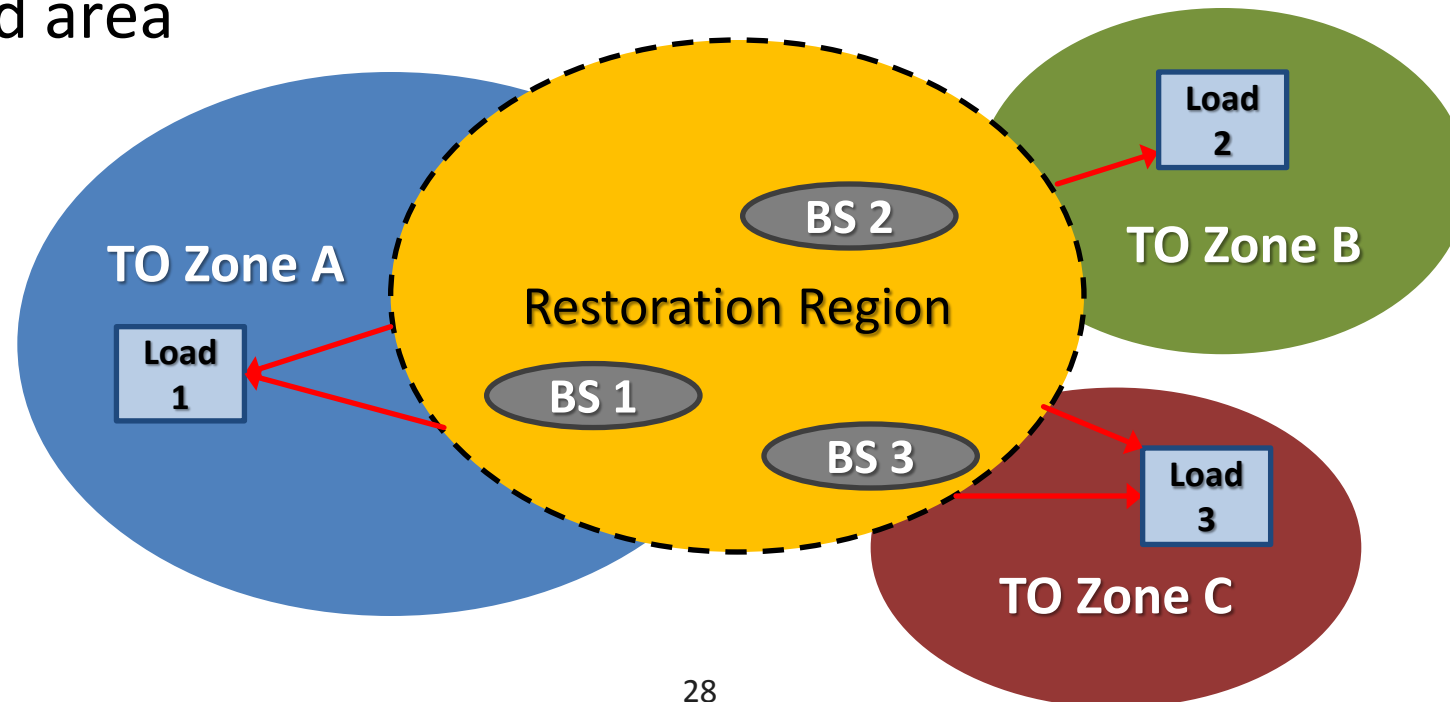 d area
Load
2
BS 2
TO Zone B
TO Zone A
Restoration Region
Load
1
BS 1
BS 3
Load
3
TO Zone C
28